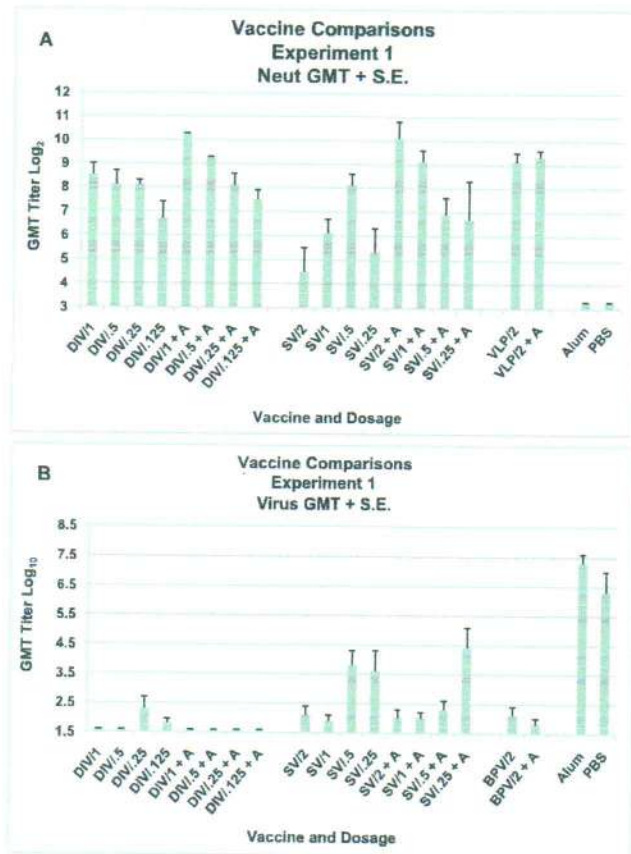 A
Vaccine Comparisons
Experiment 1
Neut GMT + S.E.
GMT Titer Log2
12
11
10
9
8
7
6
5
4
3
DIV/1
DIV/.5
DIV/.25
DIV/.125
DIV/1 + A
DIV/.5 + A
DIV/.25 + A
DIV/.125 + A
SV/2
SV/1
SV/.5
SV/.25
SV/2 + A
SV/1 + A
SV/.5 + A
SV/.25 + A
VLP/2
VLP/2 + A
Alum
PBS
Vaccine and Dosage
B
Vaccine Comparisons
Experiment 1
Virus GMT + S.E.
GMT Titer Log10
8.5
7.5
6.5
5.5
4.5
3.5
2.5
1.5
DIV/1
DIV/.5
DIV/.25
DIV/.125
DIV/1 + A
DIV/.5 + A
DIV/.25 + A
DIV/.125 + A
SV/2
SV/1
SV/.5
SV/.25
SV/2 + A
SV/1 + A
SV/.5 + A
SV/.25 + A
BPV/2
BPV/2 + A
Alum
PBS
Vaccine and Dosage